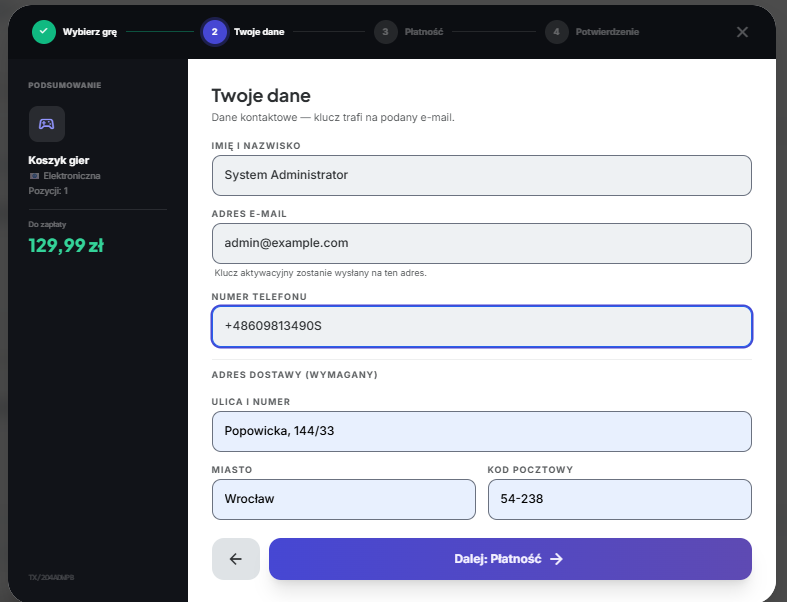 Wybierz grę
2 Twoje dane
3 Płatność
4 Potwierdzenie
PODSUMOWANIE
Koszyk gier
Elektroniczna
Pozycji: 1
Do zapłaty
129,99 zł
Twoje dane
Dane kontaktowe — klucz trafi na podany e-mail.
IMIĘ I NAZWISKO
System Administrator
ADRES E-MAIL
admin@example.com
Klucz aktywacyjny zostanie wysłany na ten adres.
NUMER TELEFONU
+48609813490S
ADRES DOSTAWY (WYMAGANY)
ULICA I NUMER
Popowicka, 144/33
MIASTO
KOD POCZTOWY
Wrocław
54-238
Dalej: Płatność